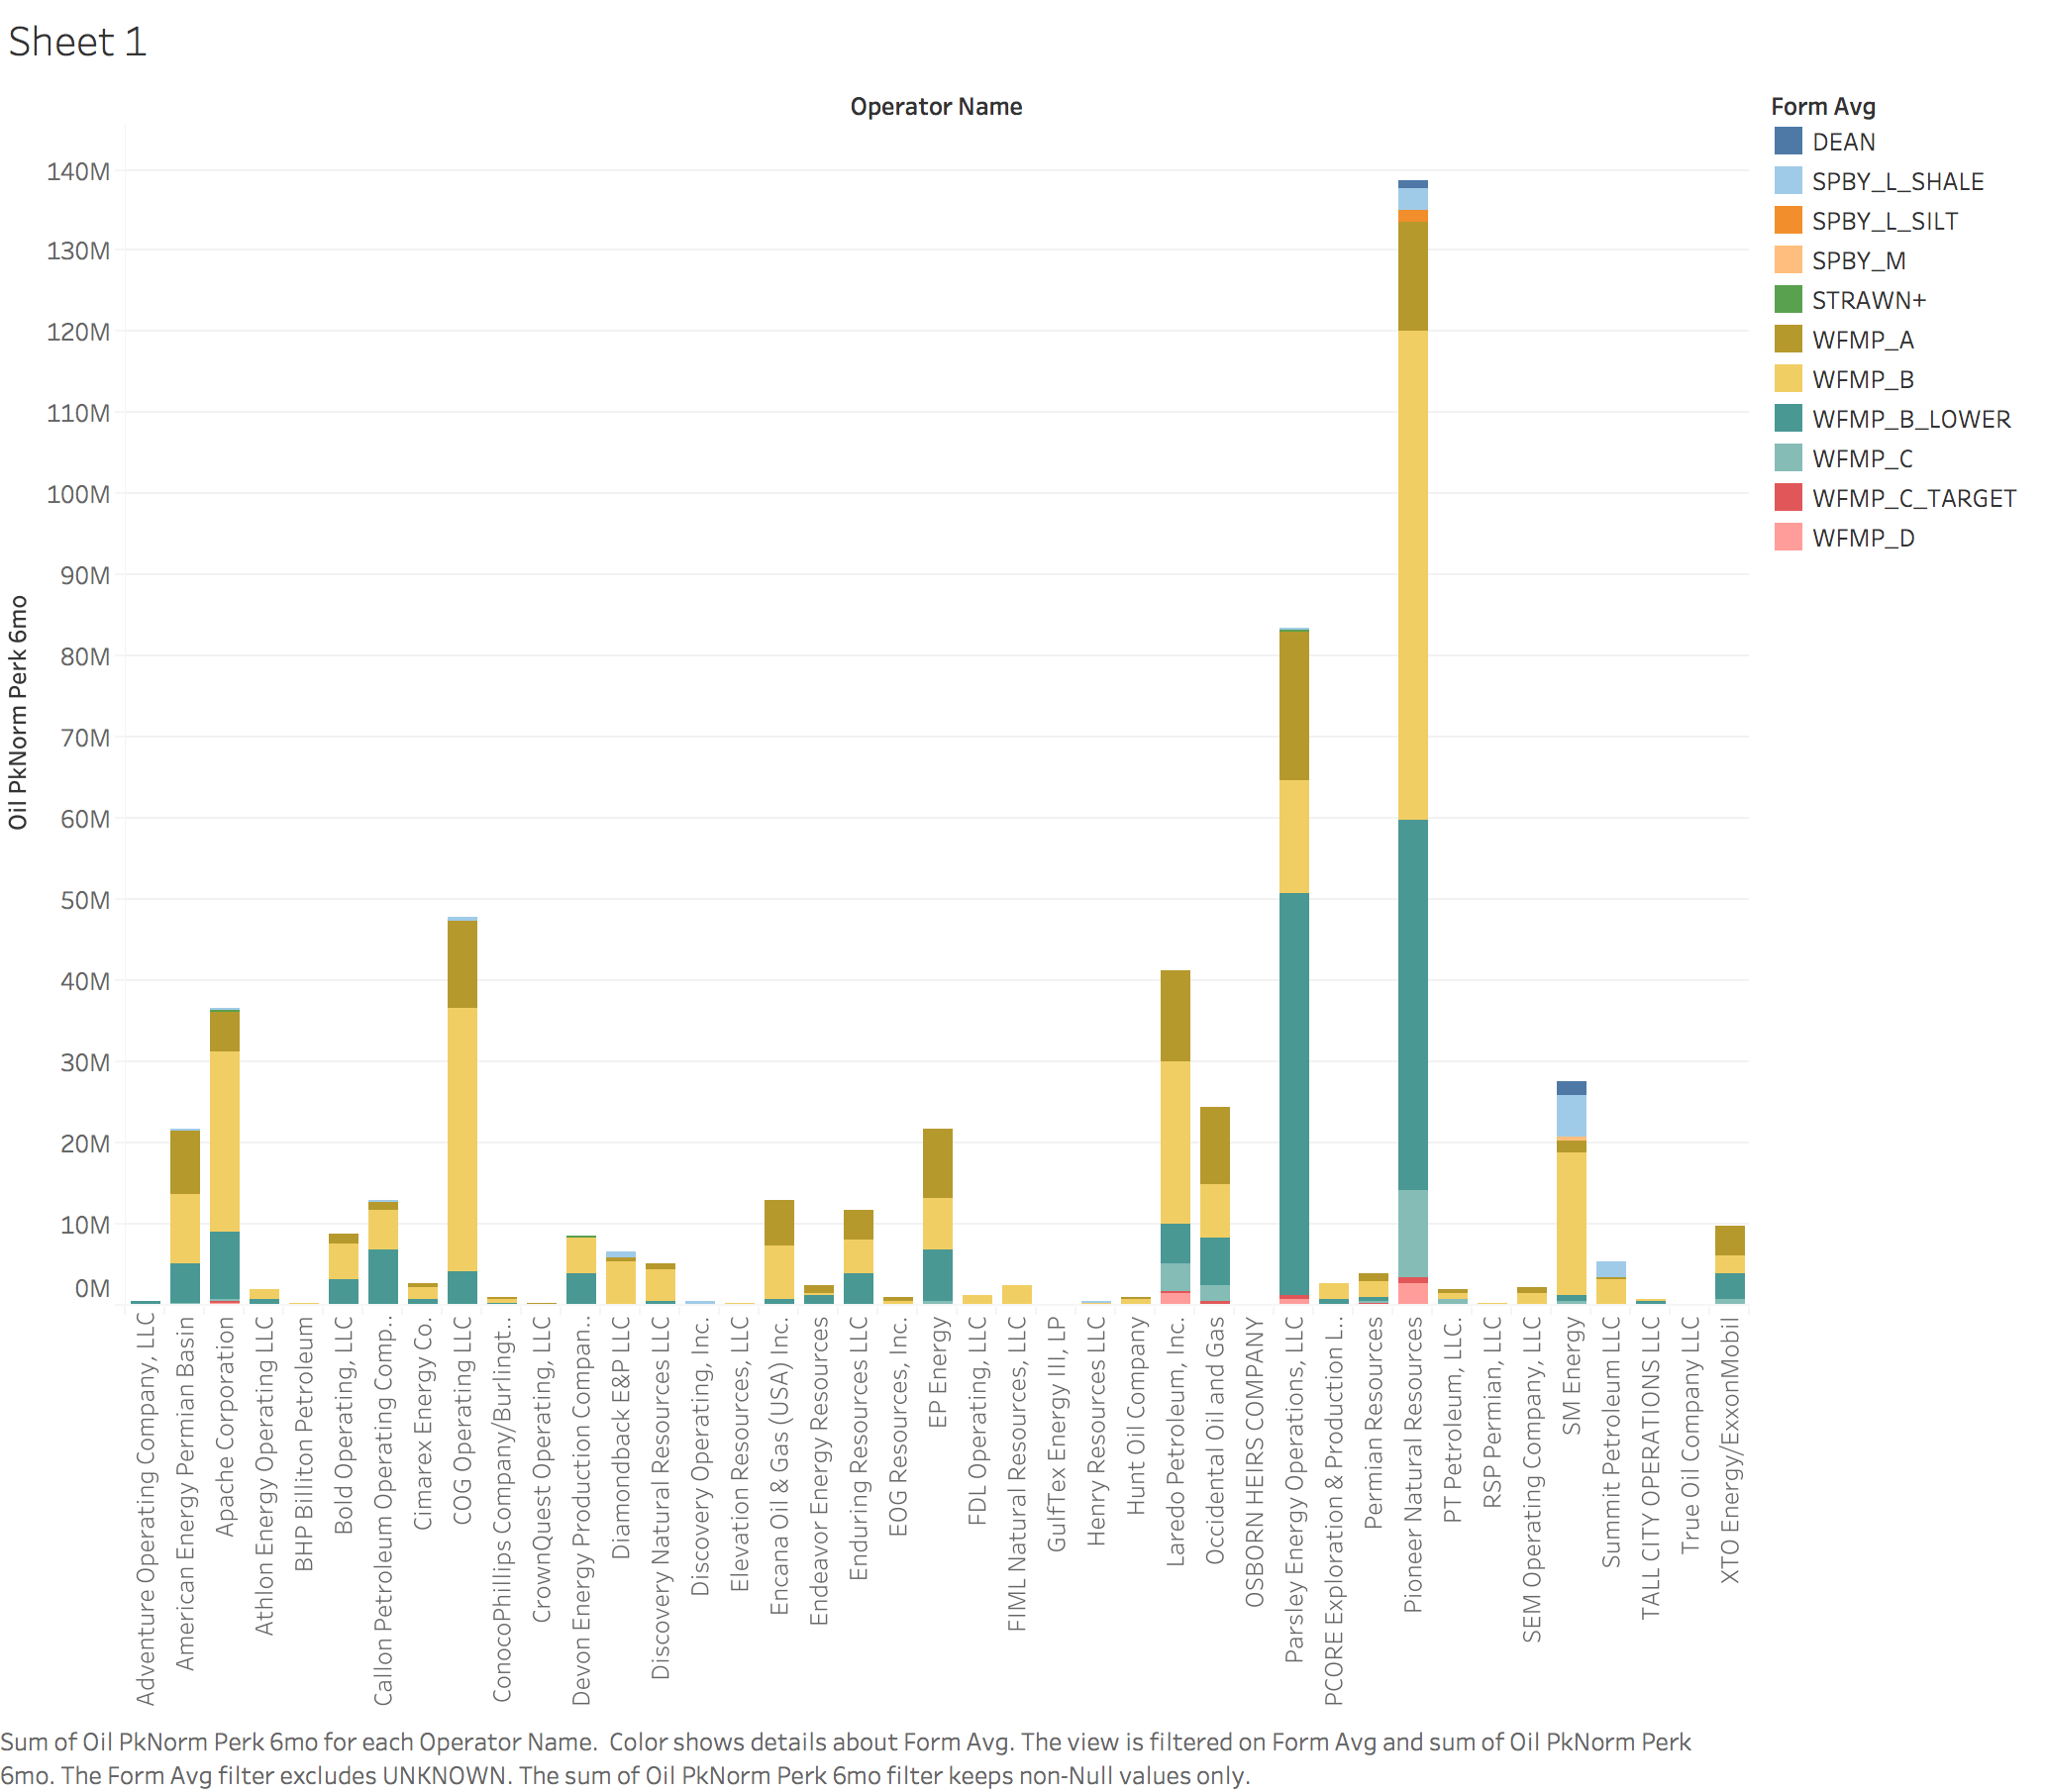 Sheet 1
Operator Name
Form Avg
DEAN
SPBY_L_SHALE
SPBY_L_SILT
SPBY_M
STRAWN+
WFMP_A
WFMP_B
WFMP_B_LOWER
WFMP_C
WFMP_C_TARGET
WFMP_D
Oil PkNorm Perk 6mo
140M
130M
120M
110M
100M
90M
80M
70M
60M
50M
40M
30M
20M
10M
0M
Adventure Operating Company, LLC
American Energy Permian Basin
Apache Corporation
Athlon Energy Operating LLC
BHP Billiton Petroleum
Bold Operating, LLC
Callon Petroleum Operating Comp..
Cimarex Energy Co.
COG Operating LLC
ConocoPhillips Company/Burlingt..
CrownQuest Operating, LLC
Devon Energy Production Compan..
Diamondback E&P LLC
Discovery Natural Resources LLC
Discovery Operating, Inc.
Elevation Resources, LLC
Encana Oil & Gas (USA) Inc.
Endeavor Energy Resources
Enduring Resources LLC
EOG Resources, Inc.
EP Energy
FDL Operating, LLC
FIML Natural Resources, LLC
GulfTex Energy III, LP
Henry Resources LLC
Hunt Oil Company
Laredo Petroleum, Inc.
Occidental Oil and Gas
OSBORN HEIRS COMPANY
Parsley Energy Operations, LLC
PCORE Exploration & Production L..
Permian Resources
Pioneer Natural Resources
PT Petroleum, LLC.
RSP Permian, LLC
SEM Operating Company, LLC
SM Energy
Summit Petroleum LLC
TALL CITY OPERATIONS LLC
True Oil Company LLC
XTO Energy/ExxonMobil
Sum of Oil PkNorm Perk 6mo for each Operator Name.  Color shows details about Form Avg. The view is filtered on Form Avg and sum of Oil PkNorm Perk
6mo. The Form Avg filter excludes UNKNOWN. The sum of Oil PkNorm Perk 6mo filter keeps non-Null values only.